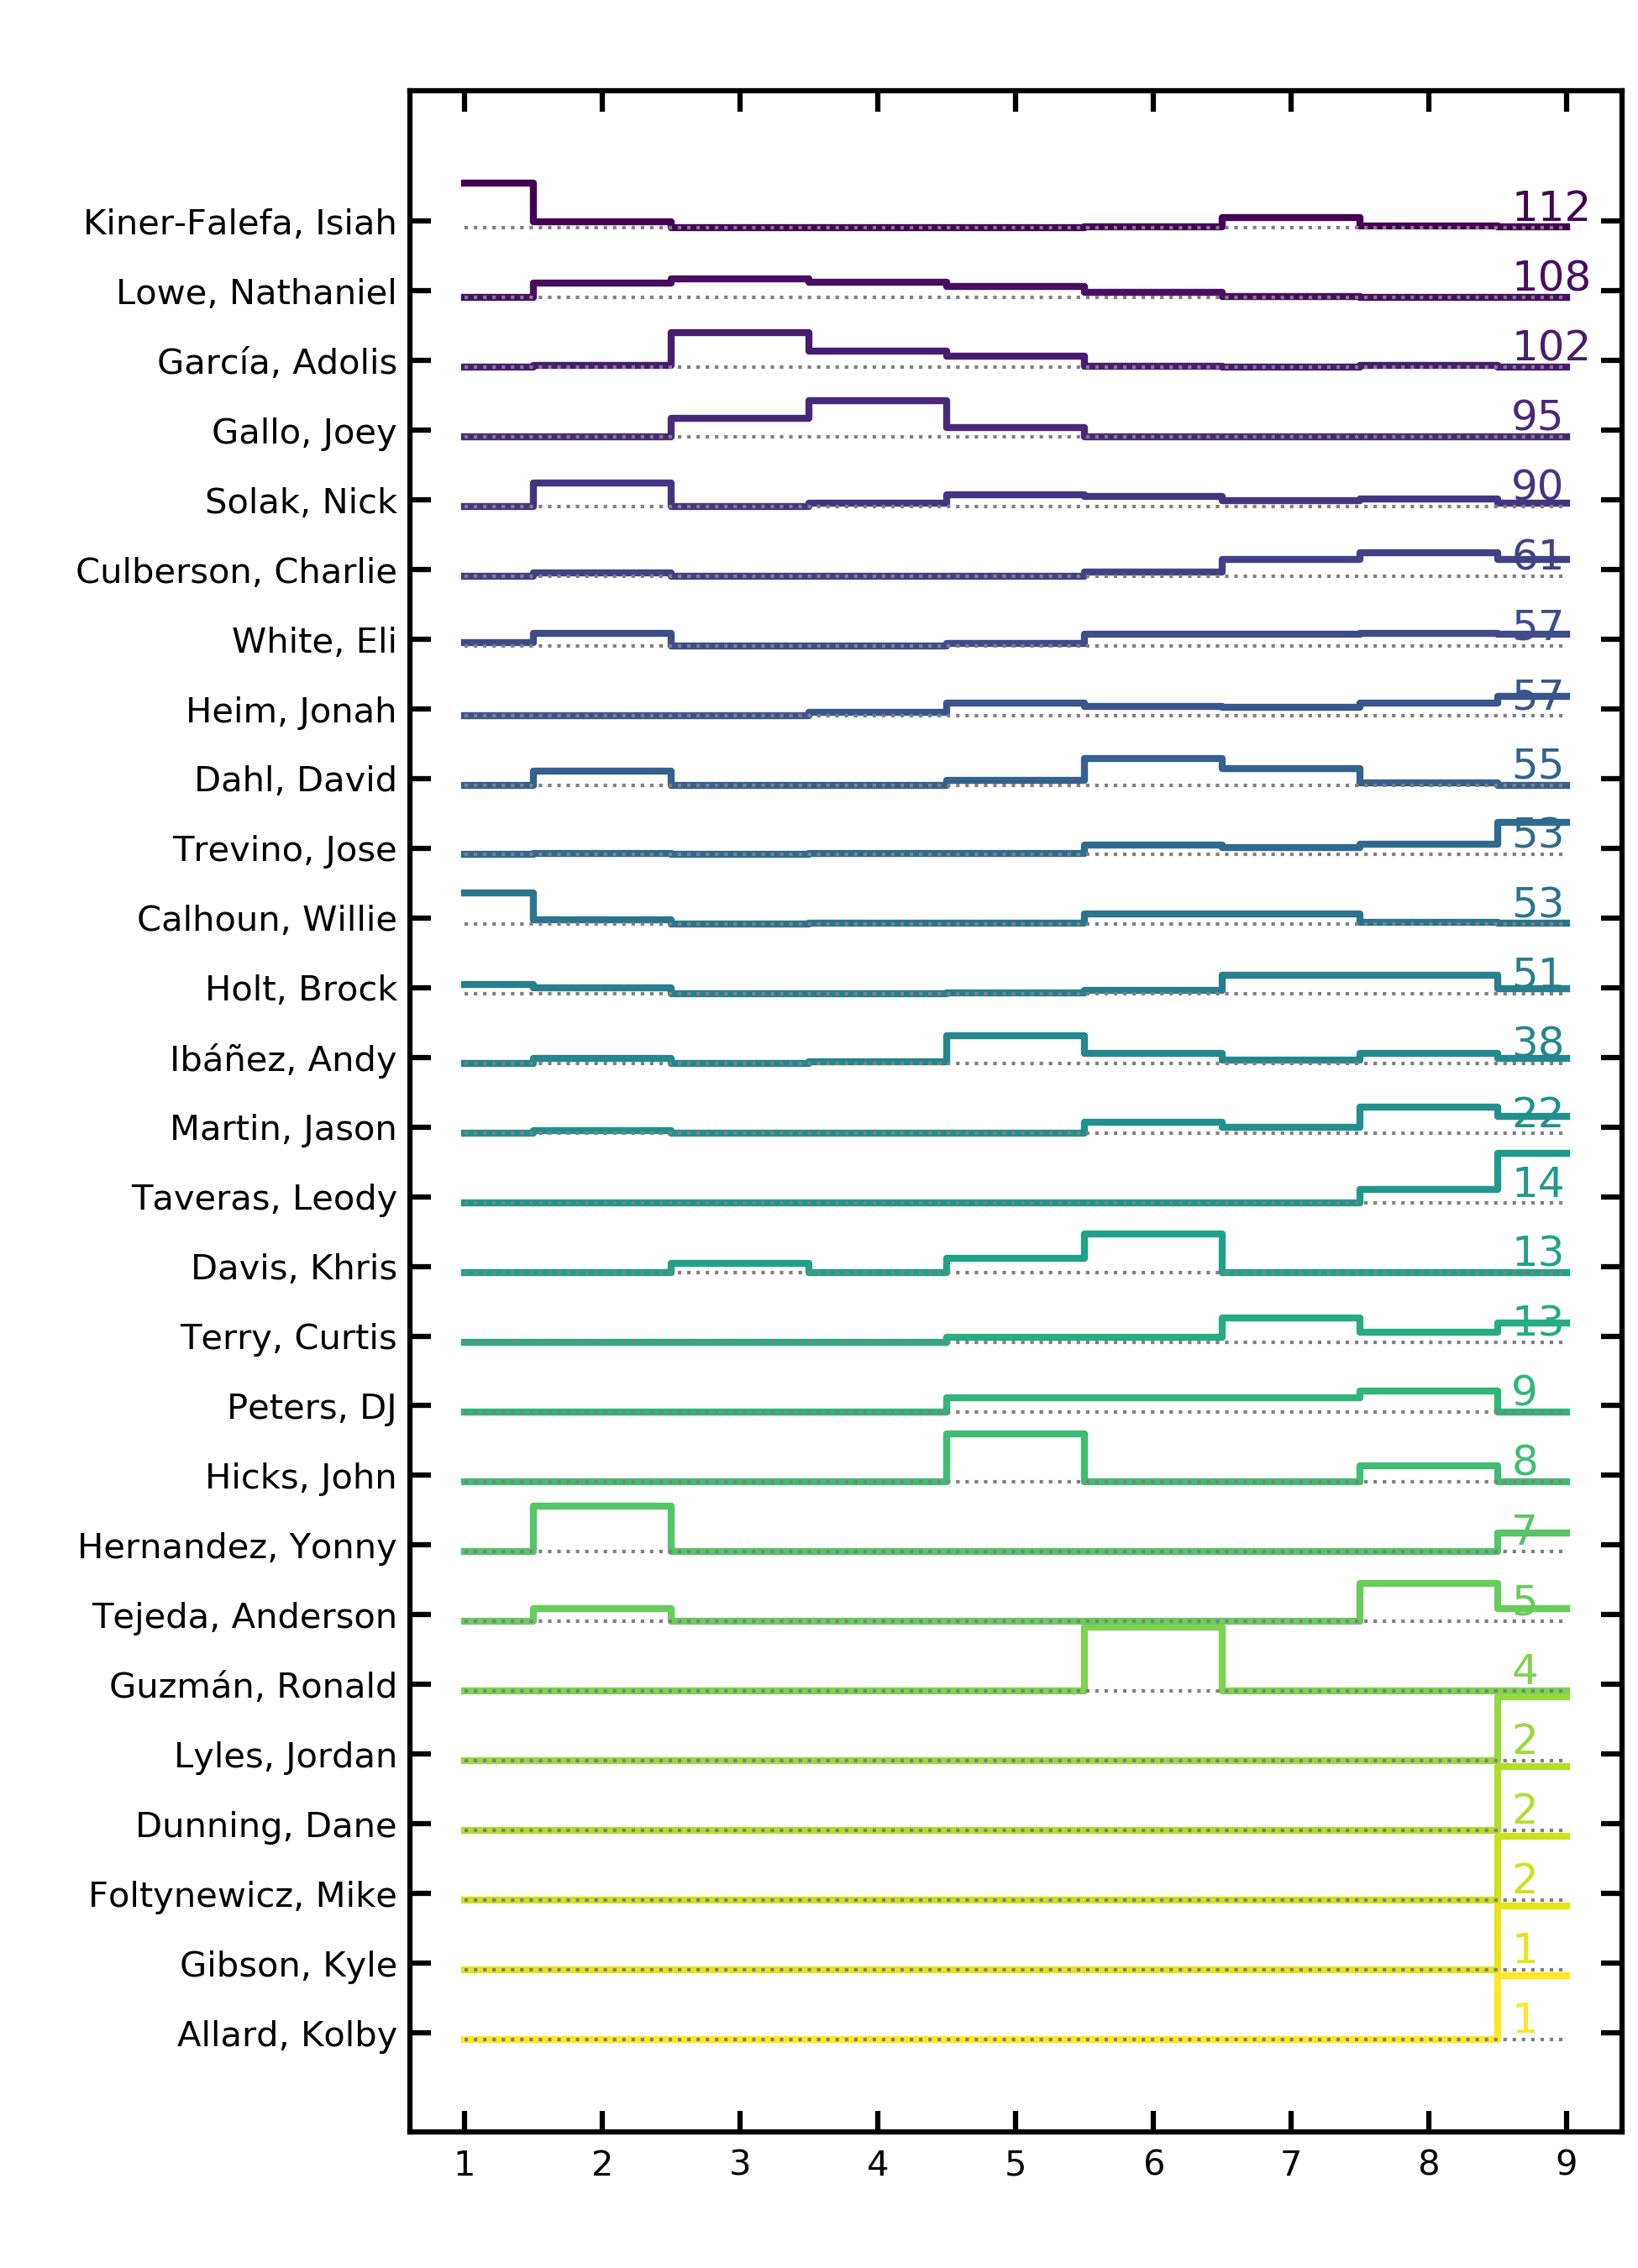 Kiner-Falefa, Isiah 112
Lowe, Nathaniel 108
García, Adolis 102
Gallo, Joey 95
Solak, Nick 90
Culberson, Charlie 61
White, Eli 57
Heim, Jonah 57
Dahl, David 55
Trevino, Jose 53
Calhoun, Willie 53
Holt, Brock 51
Ibáñez, Andy 38
Martin, Jason 22
Taveras, Leody 14
Davis, Khris 13
Terry, Curtis 13
Peters, DJ 9
Hicks, John 8
Hernandez, Yonny 7
Tejeda, Anderson 5
Guzmán, Ronald 4
Lyles, Jordan 2
Dunning, Dane 2
Foltynewicz, Mike 2
Gibson, Kyle 1
Allard, Kolby 1
1 2 3 4 5 6 7 8 9